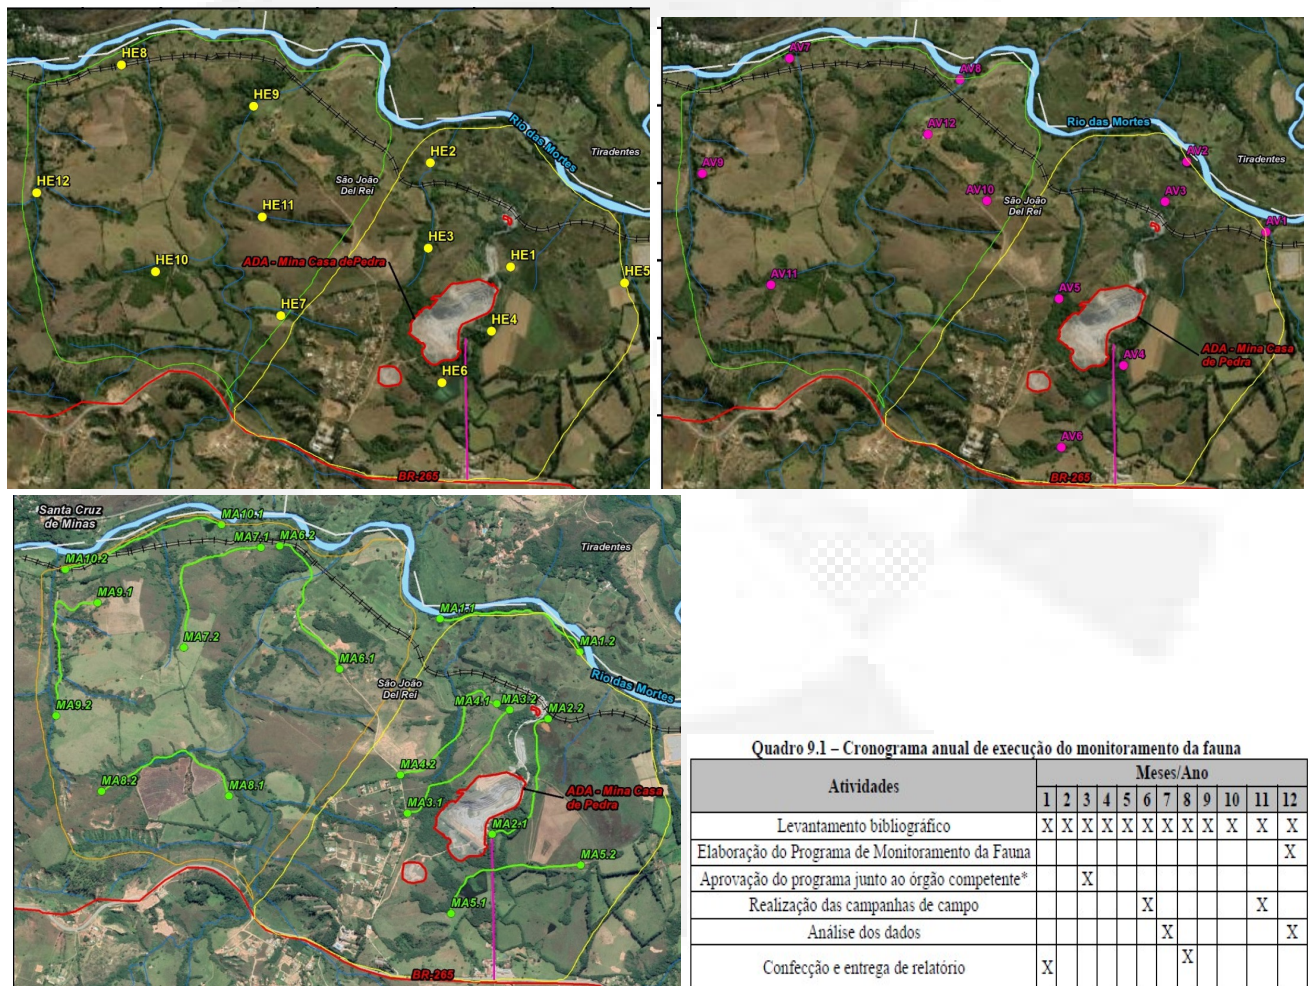 HE8
HE9
HE2
Rio das Mortes
Tiradentes
São João
Del Rei
HE12
HE11
HE3
ADA - Mina Casa dePedra
HE1
HE10
HE5
HE7
HE4
HE6
BR-265
AV7
AV8
AV12
Rio das Mortes
AV2
Tiradentes
AV9
AV10
São João
Del Rei
AV3
AV1
AV11
AV5
ADA - Mina Casa
de Pedra
AV4
AV6
BR-265
Santa Cruz
de Minas
MA10.1
MA7.1
MA6.2
Tiradentes
MA10.2
MA9.1
MA1.1
MA7.2
MA1.2
MA6.1
São João
Del Rei
Rio das Mortes
MA9.2
MA4.1
MA3.2
MA2.2
MA4.2
MA8.2
MA8.1
MA3.1
ADA - Mina Casa
de Pedra
MA2.1
MA5.2
MA5.1
BR-265
Quadro 9.1 – Cronograma anual de execução do monitoramento da fauna
Atividades Meses/Ano
1 2 3 4 5 6 7 8 9 10 11 12
Levantamento bibliográfico X X X X X X X X X X X X
Elaboração do Programa de Monitoramento da Fauna X
Aprovação do programa junto ao órgão competente* X
Realização das campanhas de campo X X
Análise dos dados X X
Confecção e entrega de relatório X X